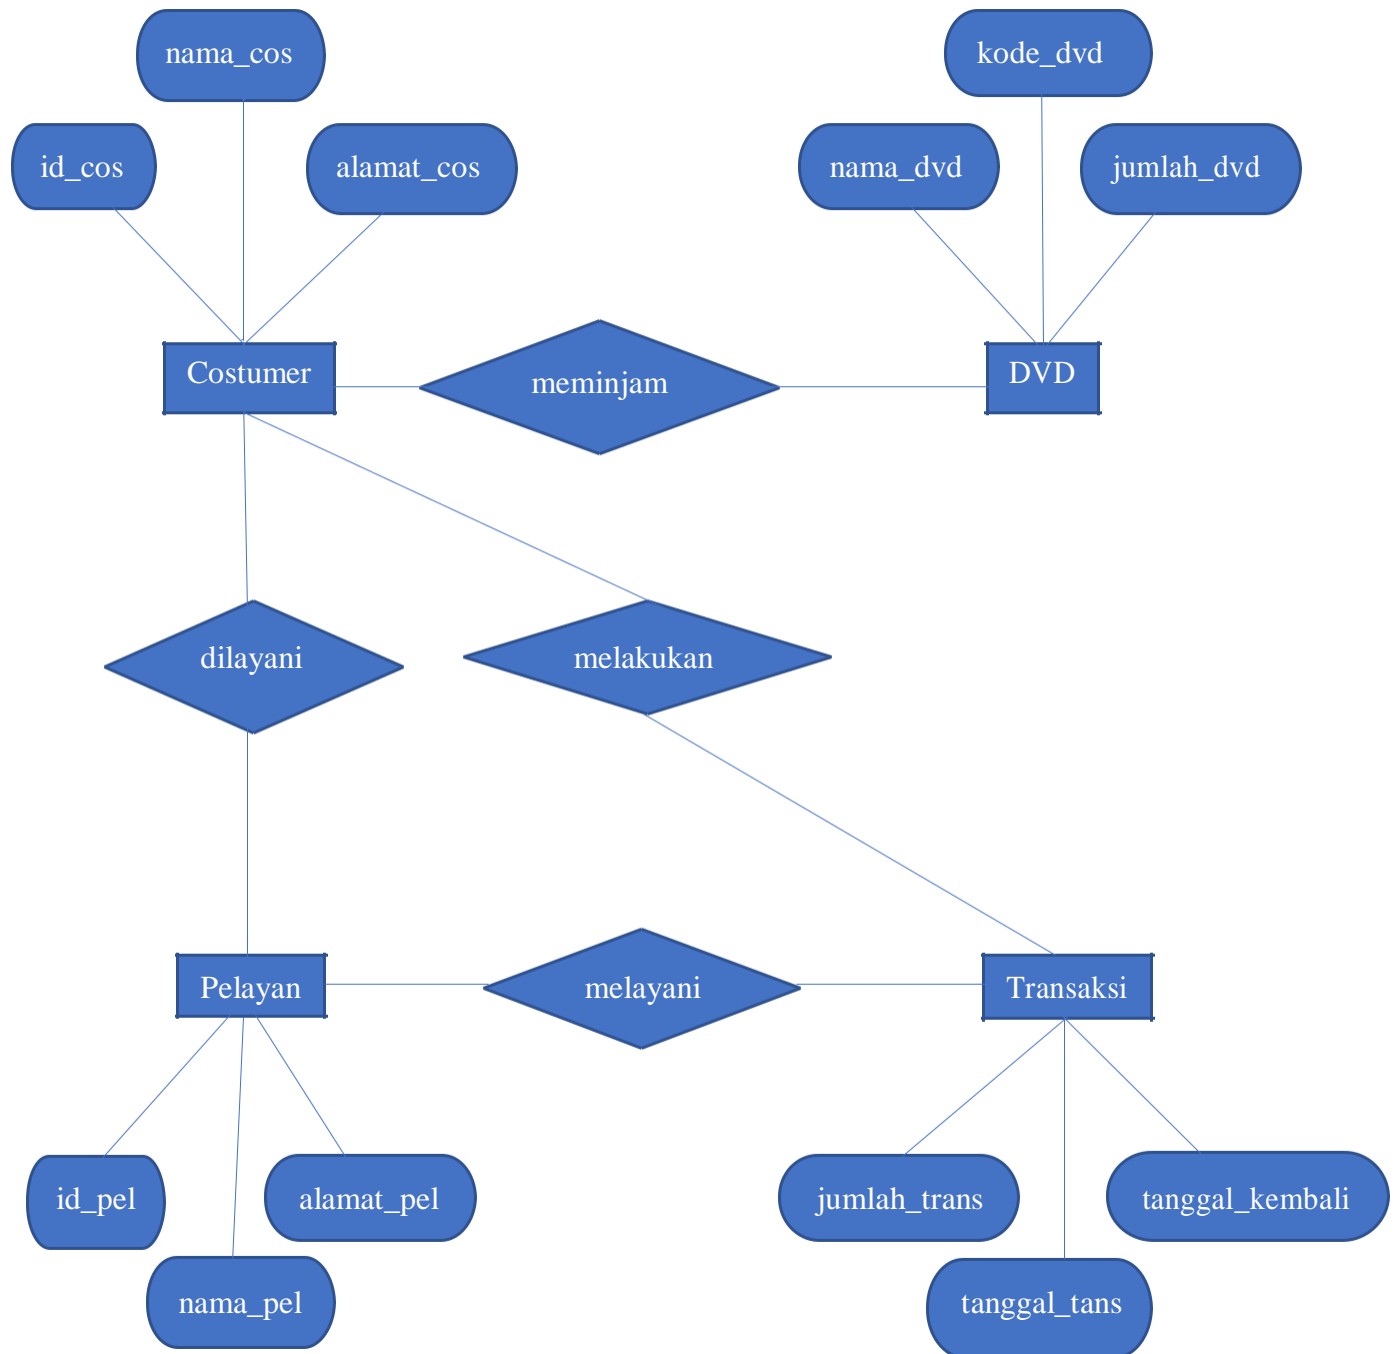 nama_cos
kode_dvd
id_cos
alamat_cos
nama_dvd
jumlah_dvd
Costumer
meminjam
DVD
dilayani
melakukan
Pelayan
melayani
Transaksi
id_pel
alamat_pel
jumlah_trans
tanggal_kembali
nama_pel
tanggal_tans